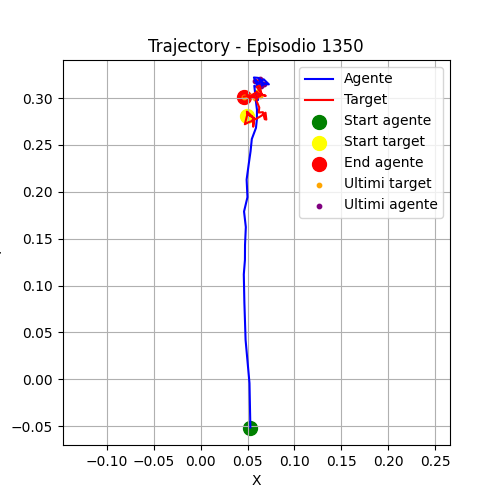 Trajectory - Episodio 1350
Agente
Target
Start agente
Start target
End agente
Ultimi target
Ultimi agente
0.30
0.25
0.20
0.15
0.10
0.05
0.00
−0.05
−0.10
−0.05
0.00
0.05
0.10
0.15
0.20
0.25
X